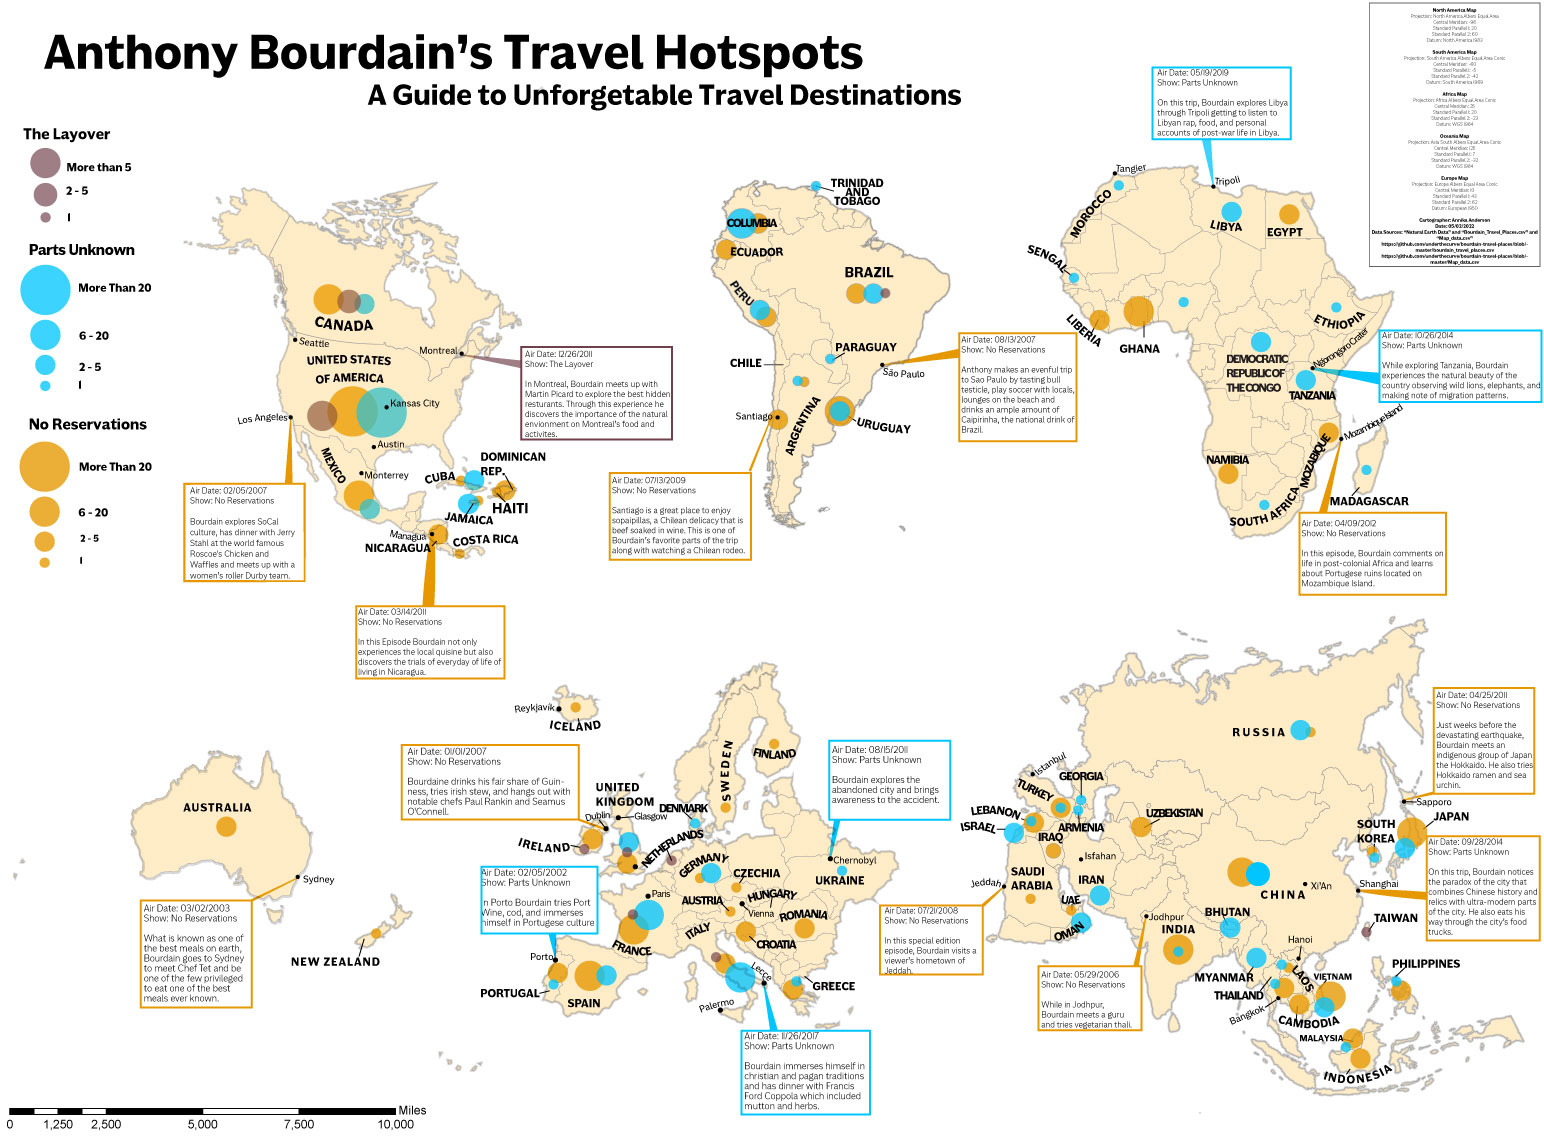 Anthony Bourdain's Travel Hotspots
A Guide to Unforgetable Travel Destinations
The Layover
More than 5
2 - 5
1
Parts Unknown
More Than 20
6 - 20
2 - 5
1
No Reservations
More Than 20
6 - 20
2 - 5
1
North America Map
Projection: North America Albers Equal Area
Central Meridian: -96
Standard Parallel 1: 20
Standard Parallel 2: 60
Datum: North America 1983
South America Map
Projection: South America Albers Equal Area Conic
Central Meridian: -60
Standard Parallel 1: -5
Standard Parallel 2: -42
Datum: South America 1969
Africa Map
Projection: Africa Albers Equal Area Conic
Central Meridian: 25
Standard Parallel 1: 20
Standard Parallel 2: -23
Datum: WGS 1984
Oceania Map
Projection: Asia South Albers Equal Area Conic
Central Meridian: 125
Standard Parallel 1: 7
Standard Parallel 2: -32
Datum: WGS 1984
Europe Map
Projection: Europe Albers Equal Area Conic
Central Meridian: 10
Standard Parallel 1: 43
Standard Parallel 2: 62
Datum: European 1950
Cartographer: Annika Anderson
Date: 05/02/2022
Data Sources: "Natural Earth Data" and "Bourdain_Travel_Places.csv" and
"Map_data.csv"
https://github.com/underthecurve/bourdain-travel-places/blob/-
master/bourdain_travel_places.csv
https://github.com/underthecurve/bourdain-travel-places/blob/-
master/Map_data.csv
CANADA
Seattle
Montreal
UNITED STATES
OF AMERICA
Kansas City
Los Angeles
Austin
MEXICO
Monterrey
CUBA
DOMINICAN
REP.
HAITI
JAMAICA
Managua
NICARAGUA
COSTA RICA
Air Date: 12/26/2011
Show: The Layover
In Montreal, Bourdain meets up with
Martin Picard to explore the best hidden
resturants. Through this experience he
discovers the importance of the natural
envionment on Montreal's food and
activites.
Air Date: 02/05/2007
Show: No Reservations
Bourdain explores SoCal
culture, has dinner with Jerry
Stahl at the world famous
Roscoe's Chicken and
Waffles and meets up with a
women's roller Durby team.
Air Date: 03/14/2011
Show: No Reservations
In this Episode Bourdain not only
experiences the local quisine but also
discovers the trials of everyday of life of
living in Nicaragua.
TRINIDAD
AND
TOBAGO
COLUMBIA
ECUADOR
BRAZIL
PERU
PARAGUAY
CHILE
São Paulo
Santiago
ARGENTINA
URUGUAY
Air Date: 08/13/2007
Show: No Reservations
Anthony makes an evenful trip
to Sao Paulo by tasting bull
testicle, play soccer with locals,
lounges on the beach and
drinks an ample amount of
Caipirinha, the national drink of
Brazil.
Air Date: 07/13/2009
Show: No Reservations
Santiago is a great place to enjoy
sopaipillas, a Chilean delicacy that is
beef soaked in wine. This is one of
Bourdain's favorite parts of the trip
along with watching a Chilean rodeo.
Air Date: 05/19/2019
Show: Parts Unknown
On this trip, Bourdain explores Libya
through Tripoli getting to listen to
Libyan rap, food, and personal
accounts of post-war life in Libya.
Tangier
Tripoli
MOROCCO
LIBYA
EGYPT
SENGAL
LIBERIA
GHANA
ETHIOPIA
DEMOCRATIC
REPUBLIC OF
THE CONGO
Ngorongoro Crater
TANZANIA
Mozambique Island
MOZABIQUE
NAMIBIA
MADAGASCAR
SOUTH AFRICA
Air Date: 10/26/2014
Show: Parts Unknown
While exploring Tanzania, Bourdain
experiences the natural beauty of the
country observing wild lions, elephants, and
making note of migration patterns.
Air Date: 04/09/2012
Show: No Reservations
In this episode, Bourdain comments on
life in post-colonial Africa and learns
about Portugese ruins located on
Mozambique Island.
AUSTRALIA
Sydney
NEW ZEALAND
Air Date: 03/02/2003
Show: No Reservations
What is known as one of
the best meals on earth,
Bourdain goes to Sydney
to meet Chef Tet and be
one of the few privileged
to eat one of the best
meals ever known.
Reykjavík
ICELAND
Air Date: 01/01/2007
Show: No Reservations
Bourdaine drinks his fair share of Guin-
ness, tries irish stew, and hangs out with
notable chefs Paul Rankin and Seamus
O'Connell.
SWEDEN
FINLAND
UNITED
KINGDOM
Dublin
Glasgow
DENMARK
IRELAND
NETHERLANDS
GERMANY
Chernobyl
UKRAINE
CZECHIA
Paris
AUSTRIA
HUNGARY
Vienna
ROMANIA
FRANCE
ITALY
CROATIA
Porto
PORTUGAL
SPAIN
Lecce
GREECE
Palermo
Air Date: 08/15/2011
Show: Parts Unknown
Bourdain explores the
abandoned city and brings
awareness to the accident.
Air Date: 02/05/2002
Show: Parts Unknown
n Porto Bourdain tries Port
Wine, cod, and immerses
himself in Portugese culture
Air Date: 11/26/2017
Show: Parts Unknown
Bourdain immerses himself in
christian and pagan traditions
and has dinner with Francis
Ford Coppola which included
mutton and herbs.
RUSSIA
Istanbul
GEORGIA
TURKEY
LEBANON
ISRAEL
ARMENIA
UZBEKISTAN
IRAQ
Isfahan
SAUDI
ARABIA
IRAN
Jeddah
UAE
OMAN
Jodhpur
INDIA
BHUTAN
CHINA
Xi'An
Shanghai
SOUTH
KOREA
JAPAN
Sapporo
TAIWAN
Hanoi
MYANMAR
LAOS
VIETNAM
THAILAND
Bangkok
CAMBODIA
PHILIPPINES
MALAYSIA
INDONESIA
Air Date: 04/25/2011
Show: No Reservations
Just weeks before the
devastating earthquake,
Bourdain meets an
indigenous group of Japan
the Hokkaido. He also tries
Hokkaido ramen and sea
urchin.
Air Date: 09/28/2014
Show: Parts Unknown
On this trip, Bourdain notices
the paradox of the city that
combines Chinese history and
relics with ultra-modern parts
of the city. He also eats his
way through the city's food
trucks.
Air Date: 07/21/2008
Show: No Reservations
In this special edition
episode, Bourdain visits a
viewer's hometown of
Jeddah.
Air Date: 05/29/2006
Show: No Reservations
While in Jodhpur,
Bourdain meets a guru
and tries vegetarian thali.
Miles
0 1,250 2,500 5,000 7,500 10,000